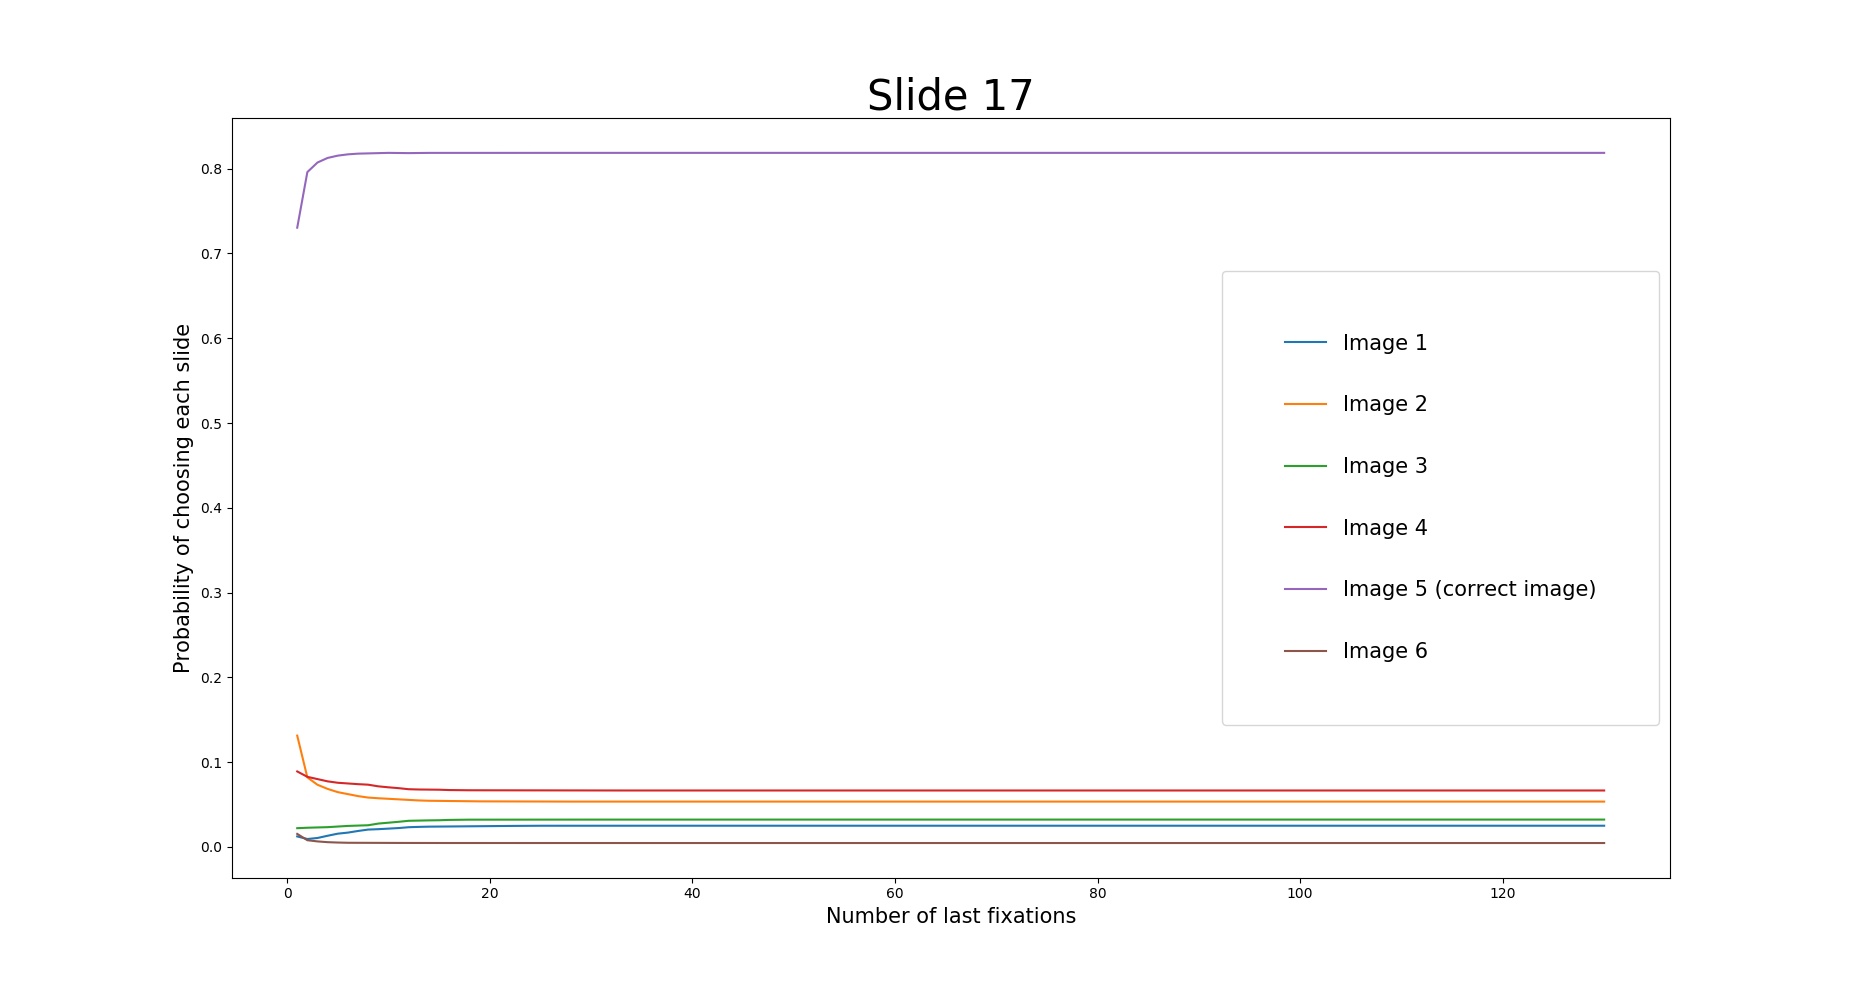 Slide 17
Probability of choosing each slide
0.8
0.7
0.6
0.5
0.4
0.3
0.2
0.1
0.0
Image 1
Image 2
Image 3
Image 4
Image 5 (correct image)
Image 6
0 20 40 60 80 100 120
Number of last fixations